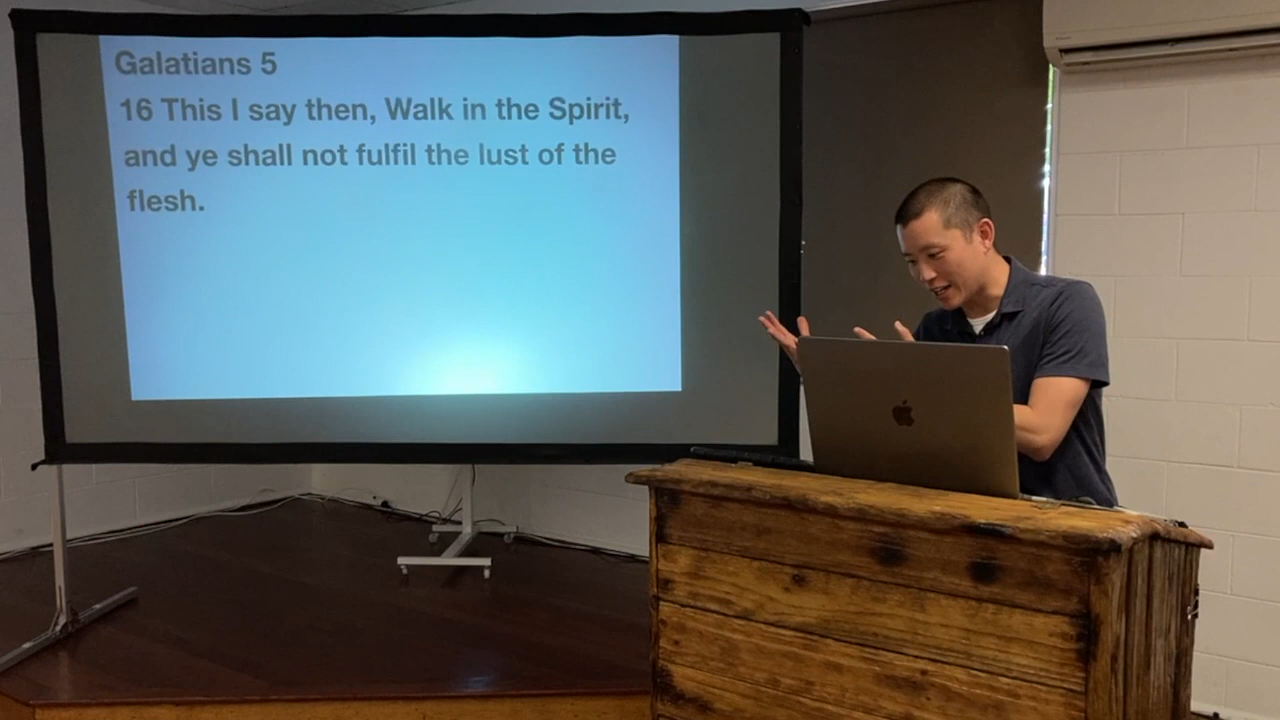 Galatians 5
16 This I say then, Walk in the Spirit,
and ye shall not fulfil the lust of the
flesh.